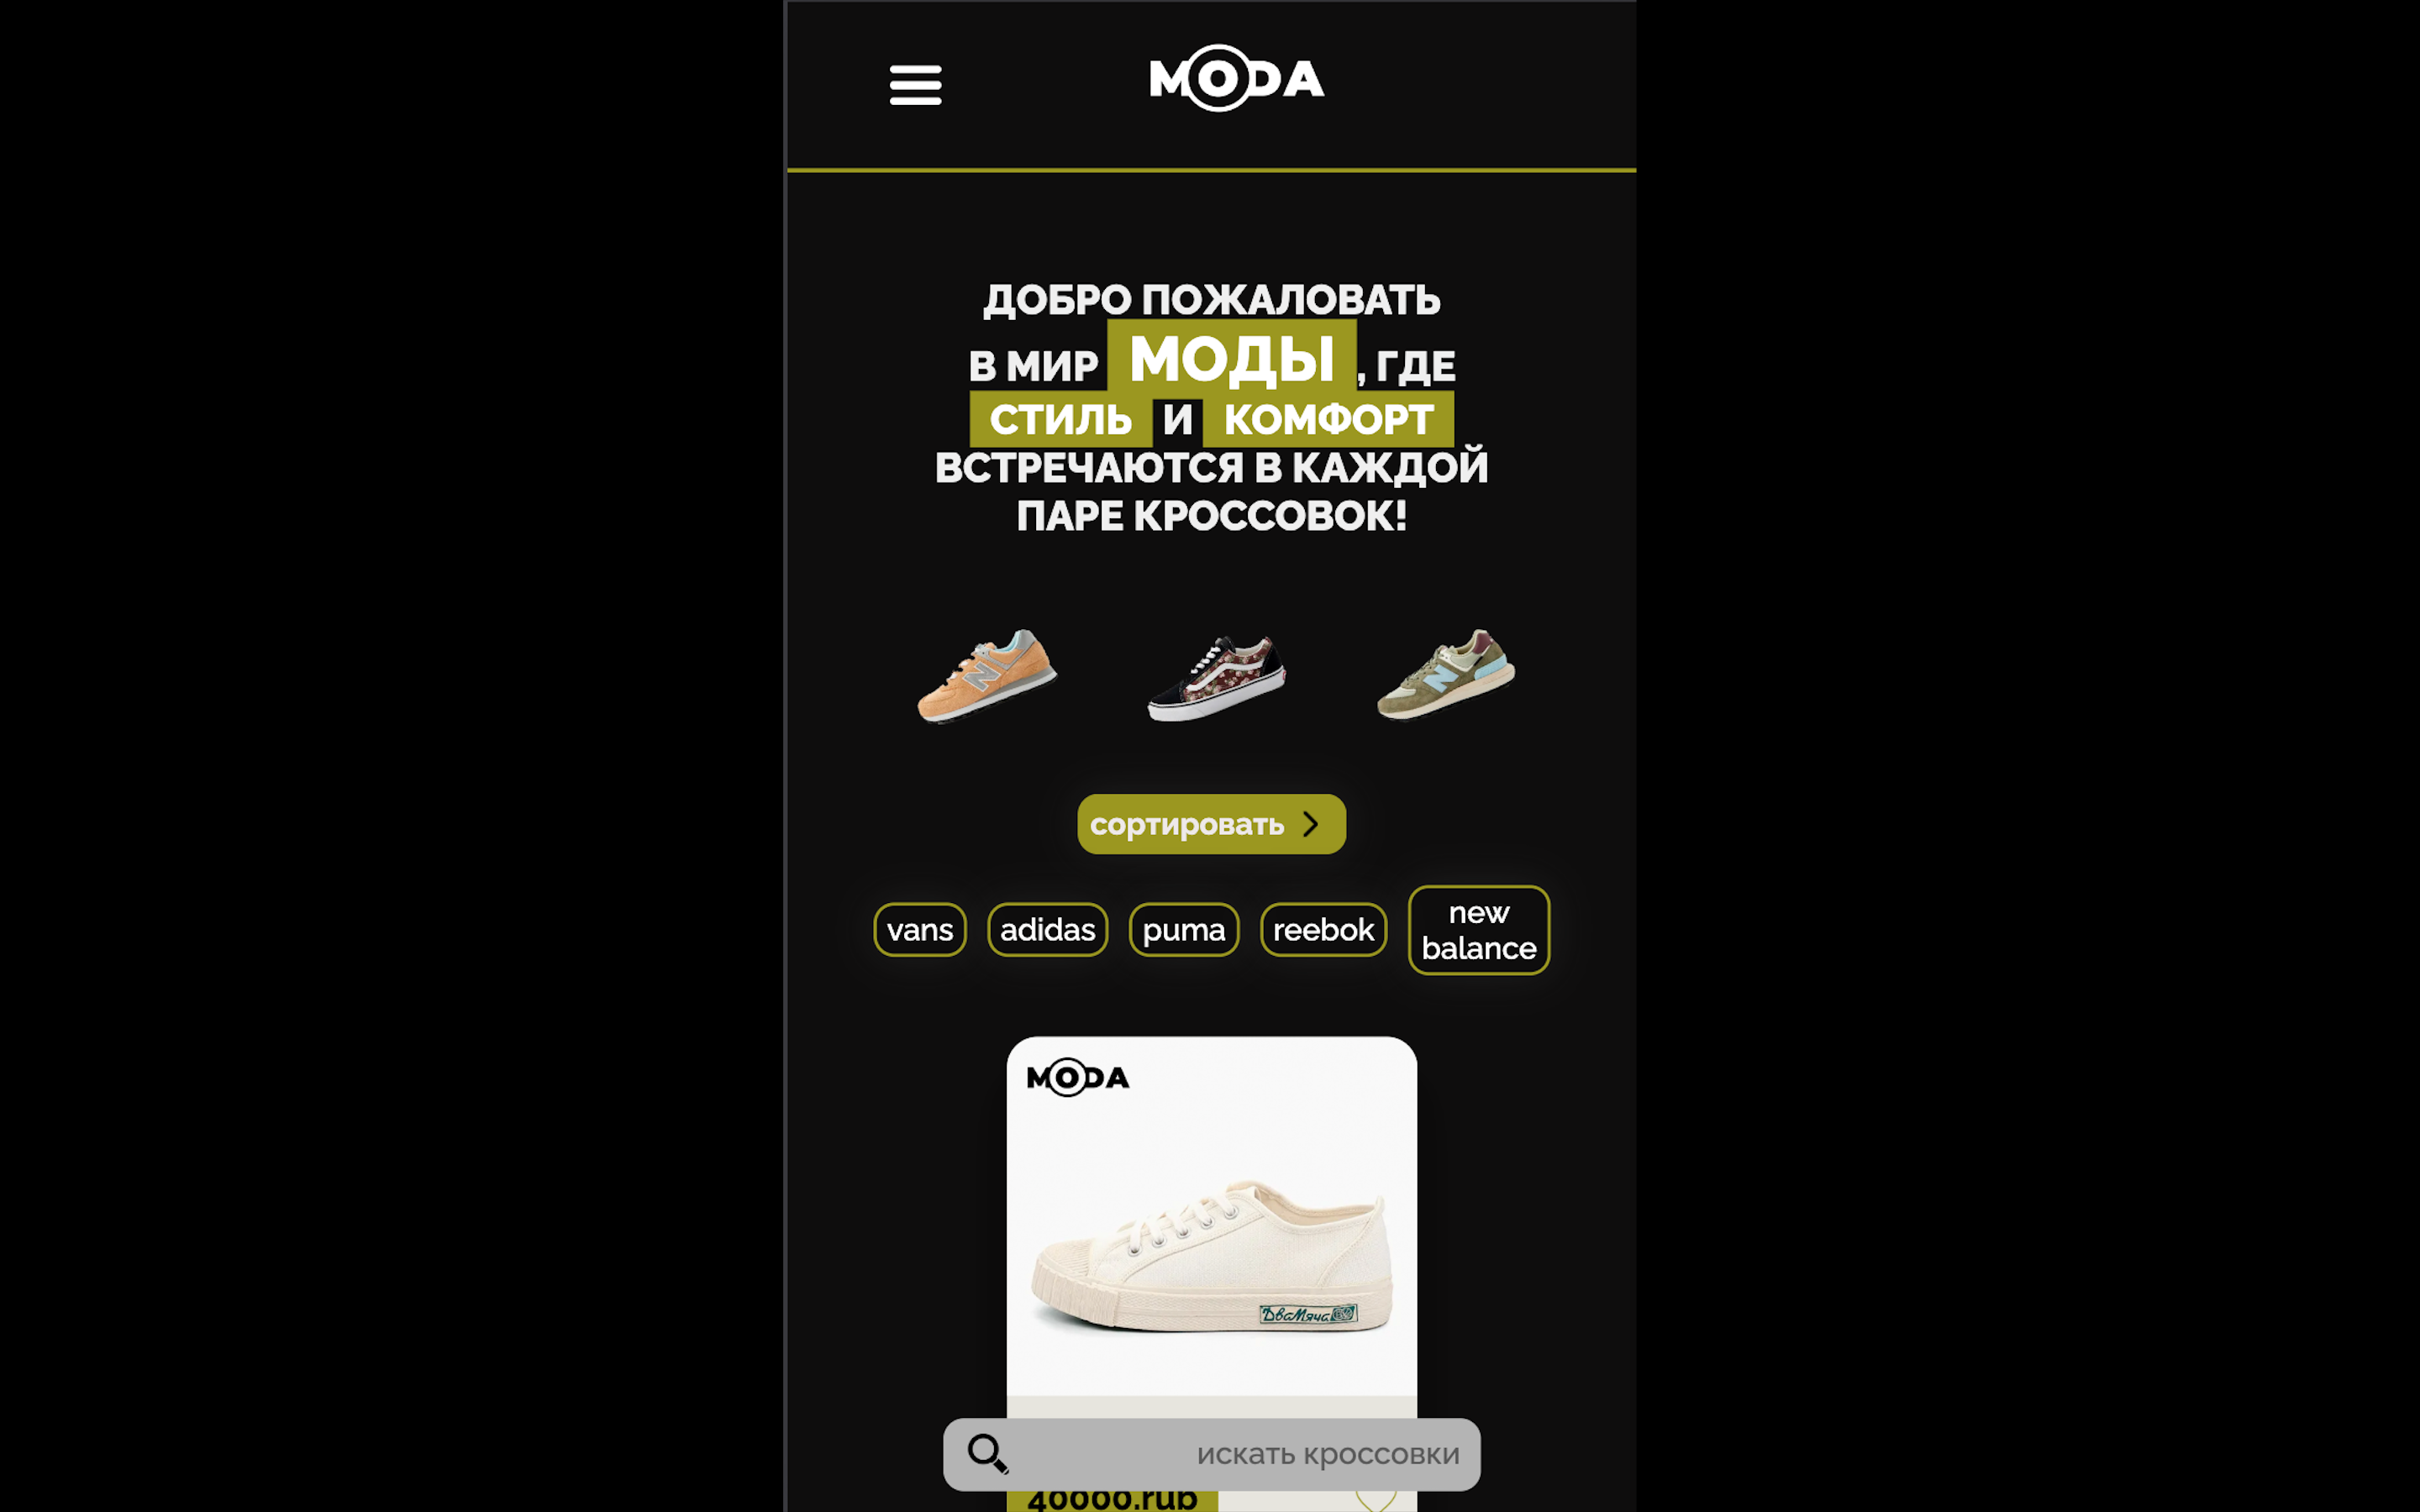 MODA
ДОБРО ПОЖАЛОВАТЬ
В МИР МОДЫ, ГДЕ
СТИЛЬ И КОМФОРТ
ВСТРЕЧАЮТСЯ В КАЖДОЙ
ПАРЕ КРОССОВОК!
сортировать
vans adidas puma reebok new
balance
MODA
ДваМяча
искать кроссовки
40000.rub